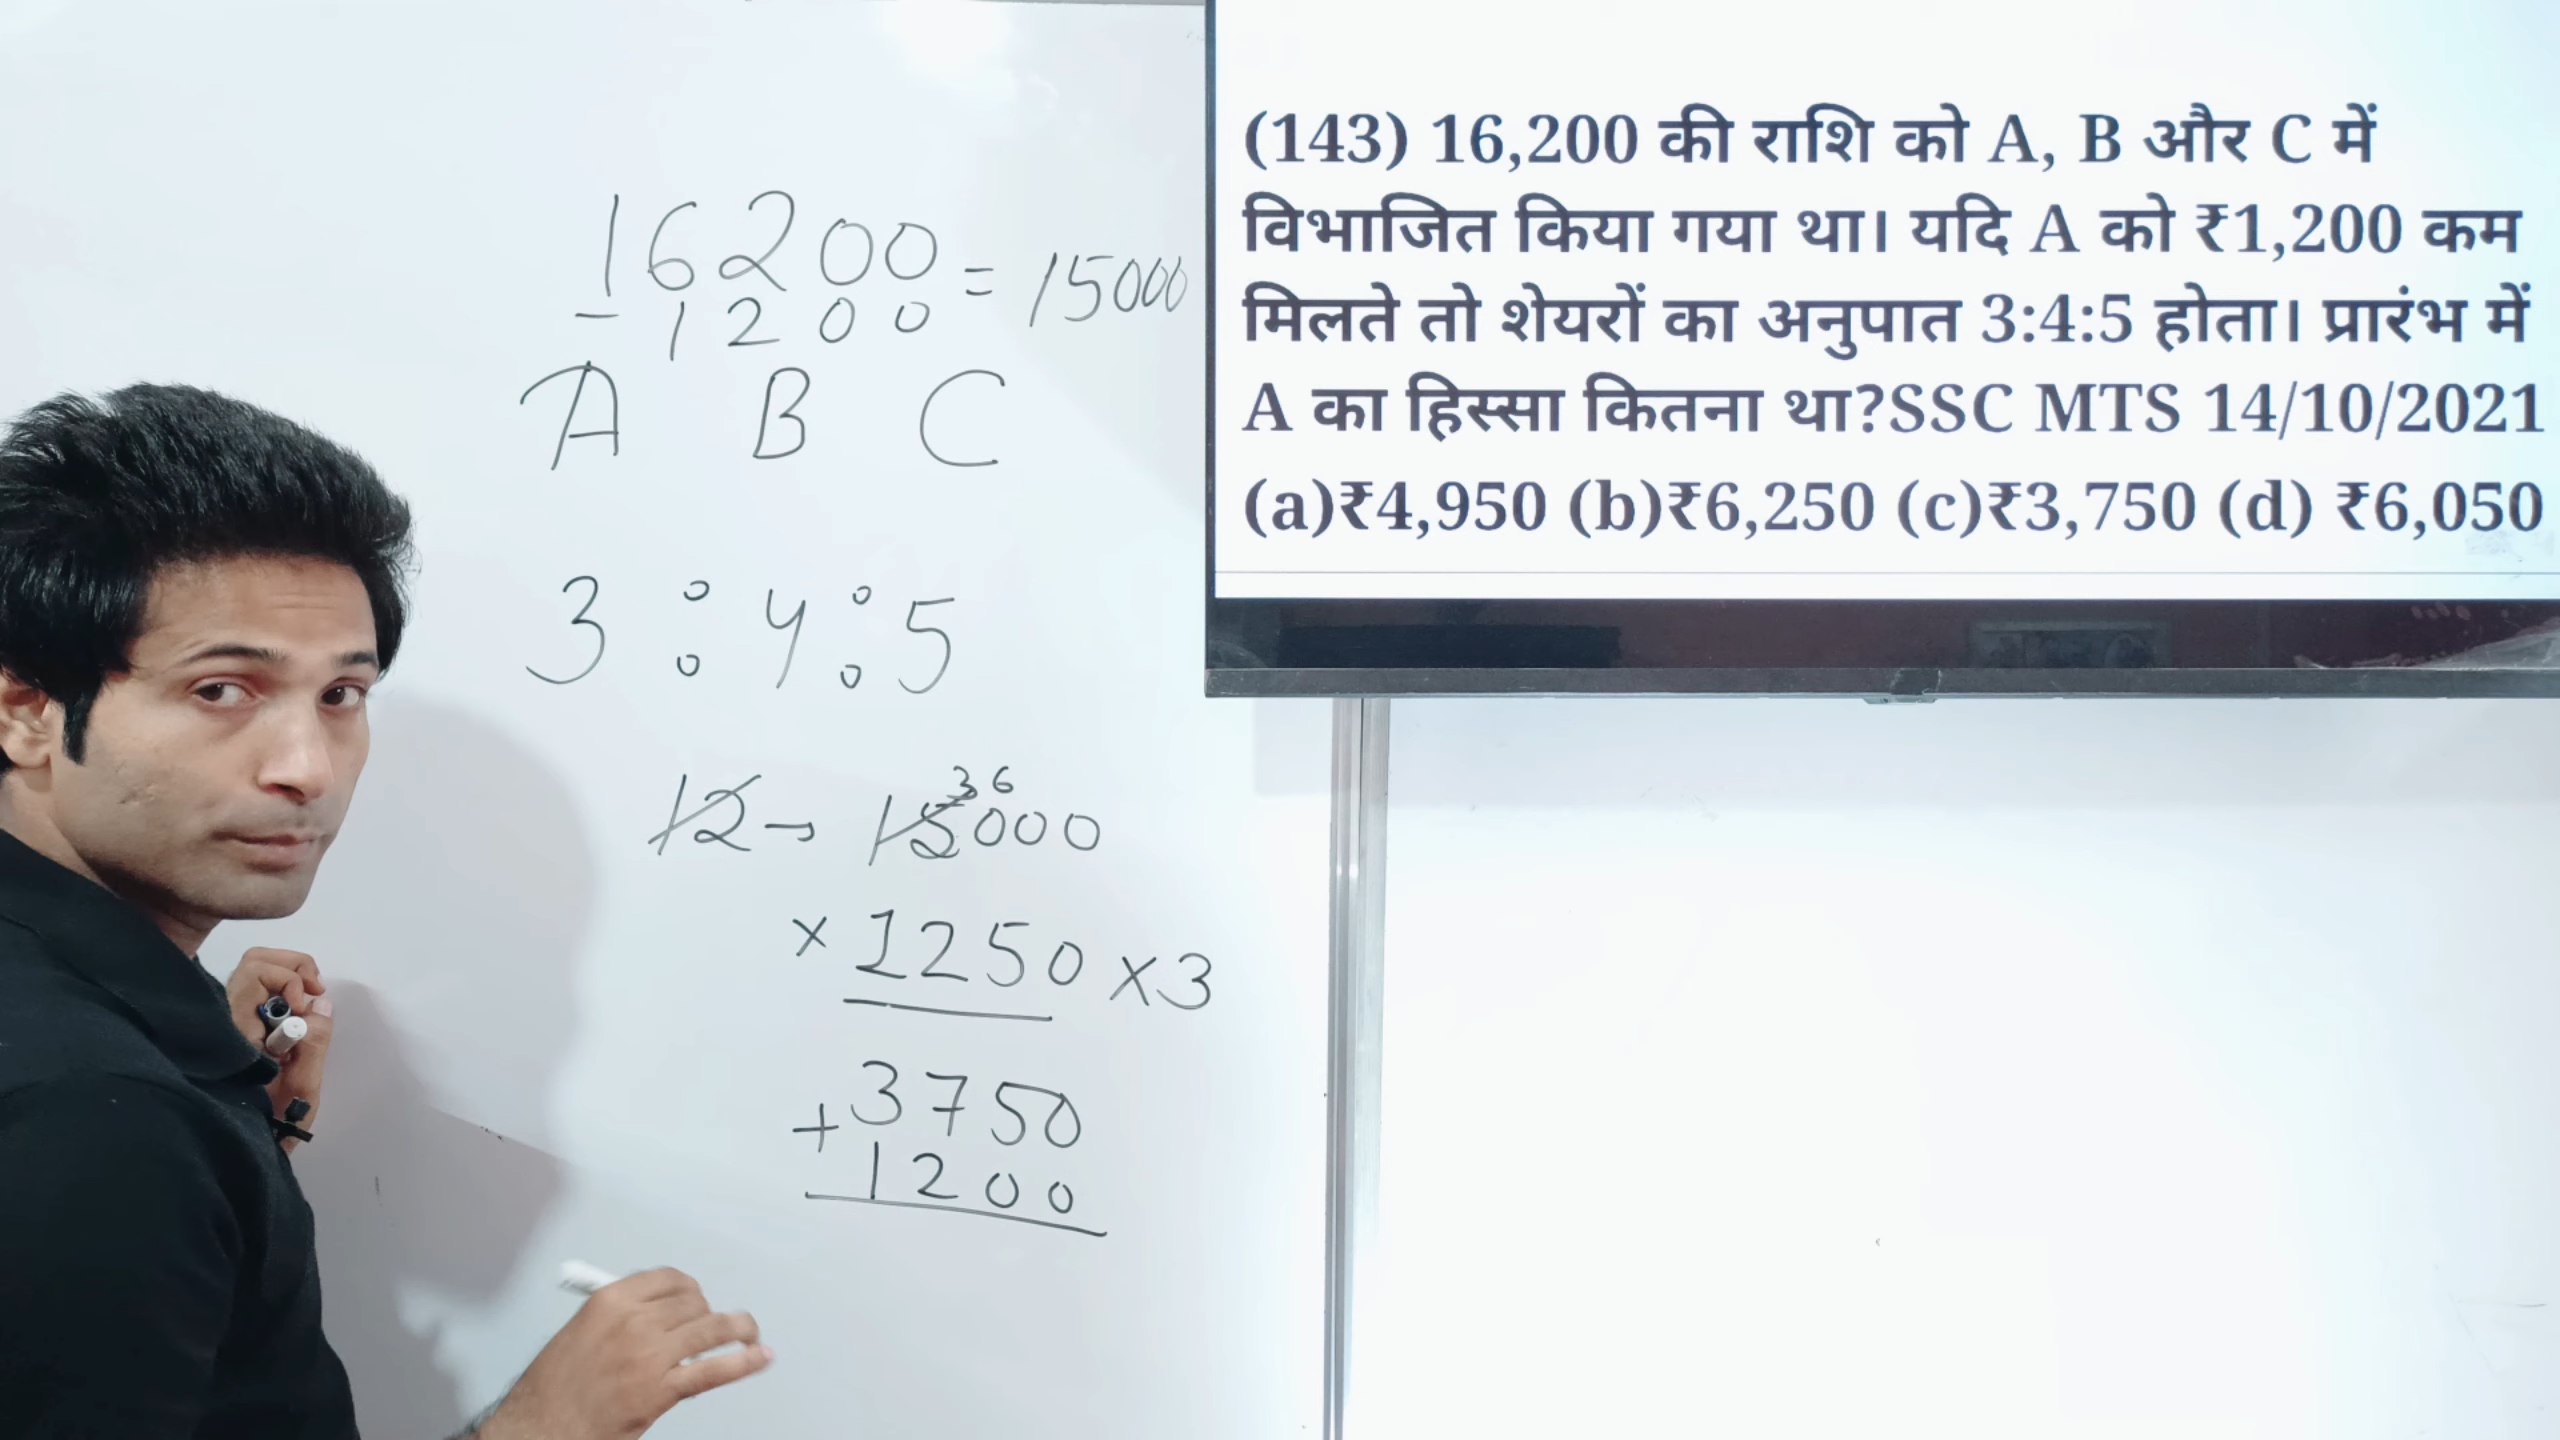 16200
- 1200 = 15000
A B C
3 : 4 : 5
36
12 → 15000
× 1250 × 3
3750
+ 1200
(143) 16,200 की राशि को A, B और C में
विभाजित किया गया था। यदि A को ₹1,200 कम
मिलते तो शेयरों का अनुपात 3:4:5 होता। प्रारंभ में
A का हिस्सा कितना था?SSC MTS 14/10/2021
(a)₹4,950 (b)₹6,250 (c)₹3,750 (d) ₹6,050